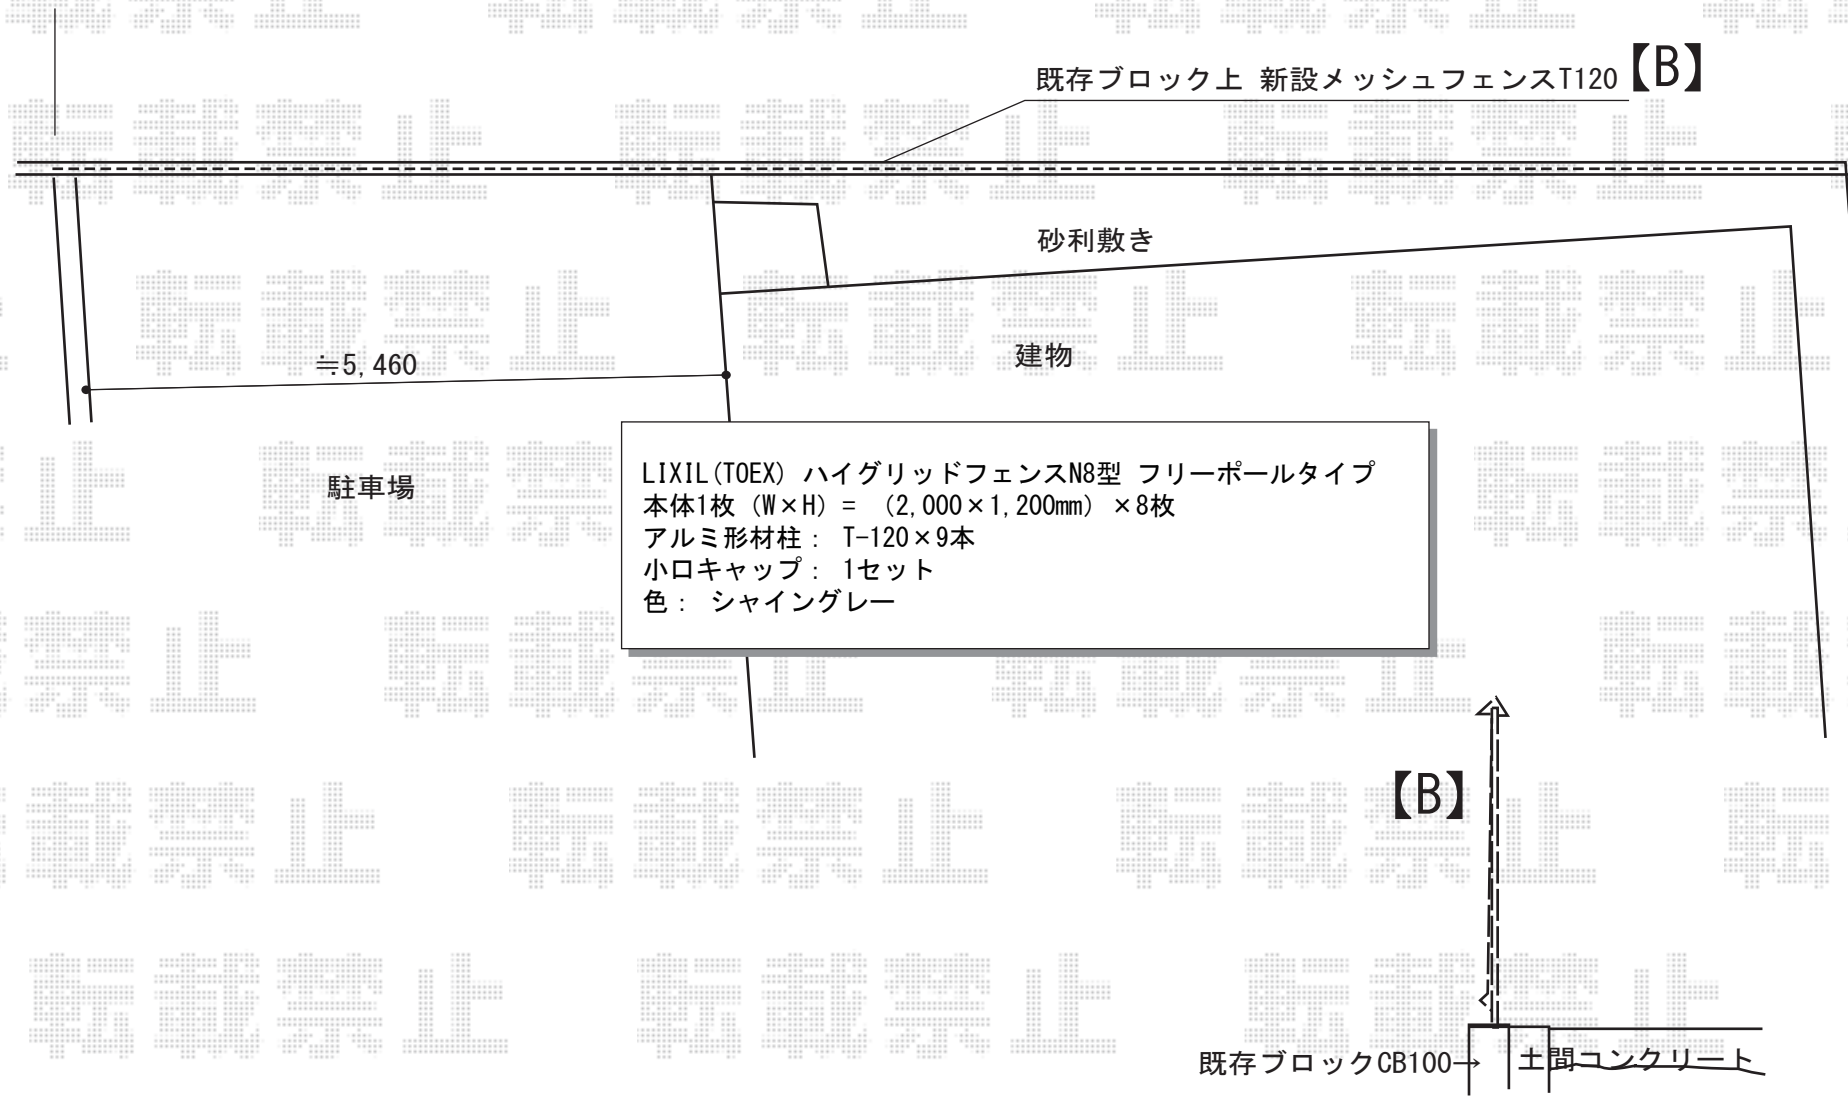 既存ブロック上 新設メッシュフェンスT120【B】
砂利敷き
≒5,460
建物
駐車場
LIXIL(TOEX) ハイグリッドフェンスN8型 フリーポールタイプ
本体1枚 (W×H) = (2,000×1,200mm) ×8枚
アルミ形材柱: T-120×9本
小口キャップ: 1セット
色: シャイングレー
【B】
既存ブロックCB100→
土間コンクリート
転載禁止